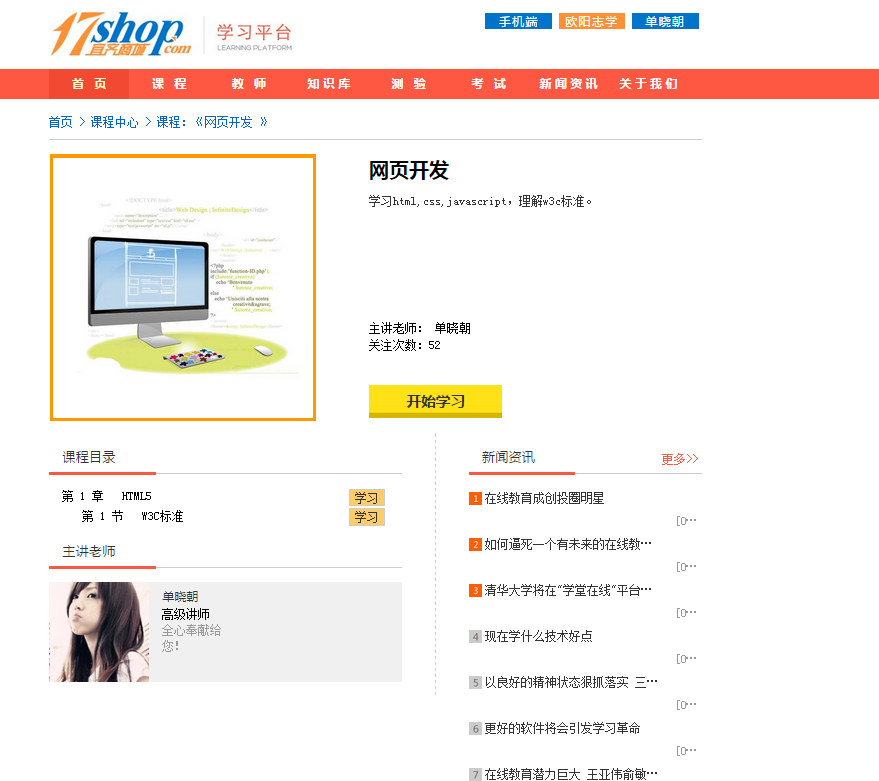 17shop
宜齐商城.com
学习平台
LEARNING PLATFORM
手机端 欧阳志学 单晓朝
首 页 课 程 教 师 知识库 测 验 考 试 新闻资讯 关于我们
首页 > 课程中心 > 课程：《网页开发 》
网页开发
学习html,css,javascript，理解w3c标准。
主讲老师： 单晓朝
关注次数：52
开始学习
课程目录
第 1 章 HTML5 学习
第 1 节 W3C标准 学习
主讲老师
单晓朝
高级讲师
全心奉献给
您！
新闻资讯 更多>>
1 在线教育成创投圈明星
[0…
2 如何逼死一个有未来的在线教…
[0…
3 清华大学将在“学堂在线”平台…
[0…
4 现在学什么技术好点
[0…
5 以良好的精神状态狠抓落实 三…
[0…
6 更好的软件将会引发学习革命
[0…
7 在线教育潜力巨大 王亚伟俞敏…